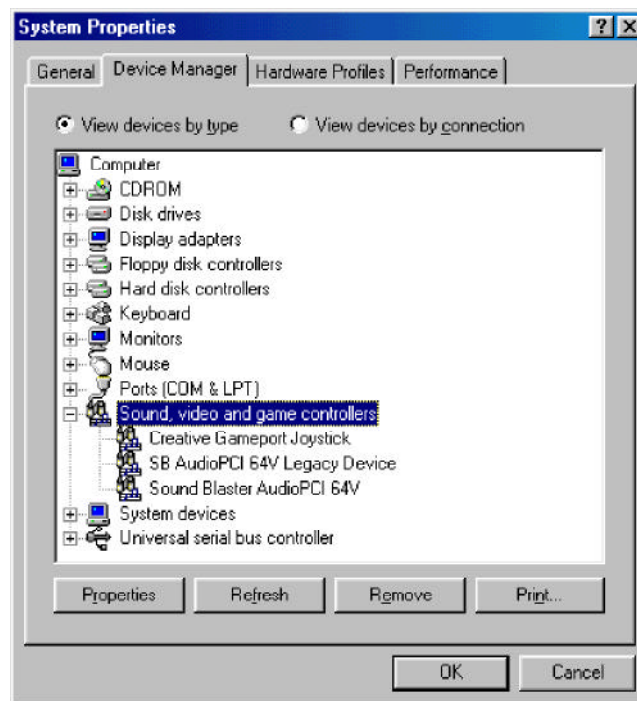 System Properties
General Device Manager Hardware Profiles Performance
View devices by type View devices by connection
Computer
CDROM
Disk drives
Display adapters
Floppy disk controllers
Hard disk controllers
Keyboard
Monitors
Mouse
Ports (COM & LPT)
Sound, video and game controllers
Creative Gameport Joystick
SB AudioPCI 64V Legacy Device
Sound Blaster AudioPCI 64V
System devices
Universal serial bus controller
Properties Refresh Remove Print...
OK Cancel